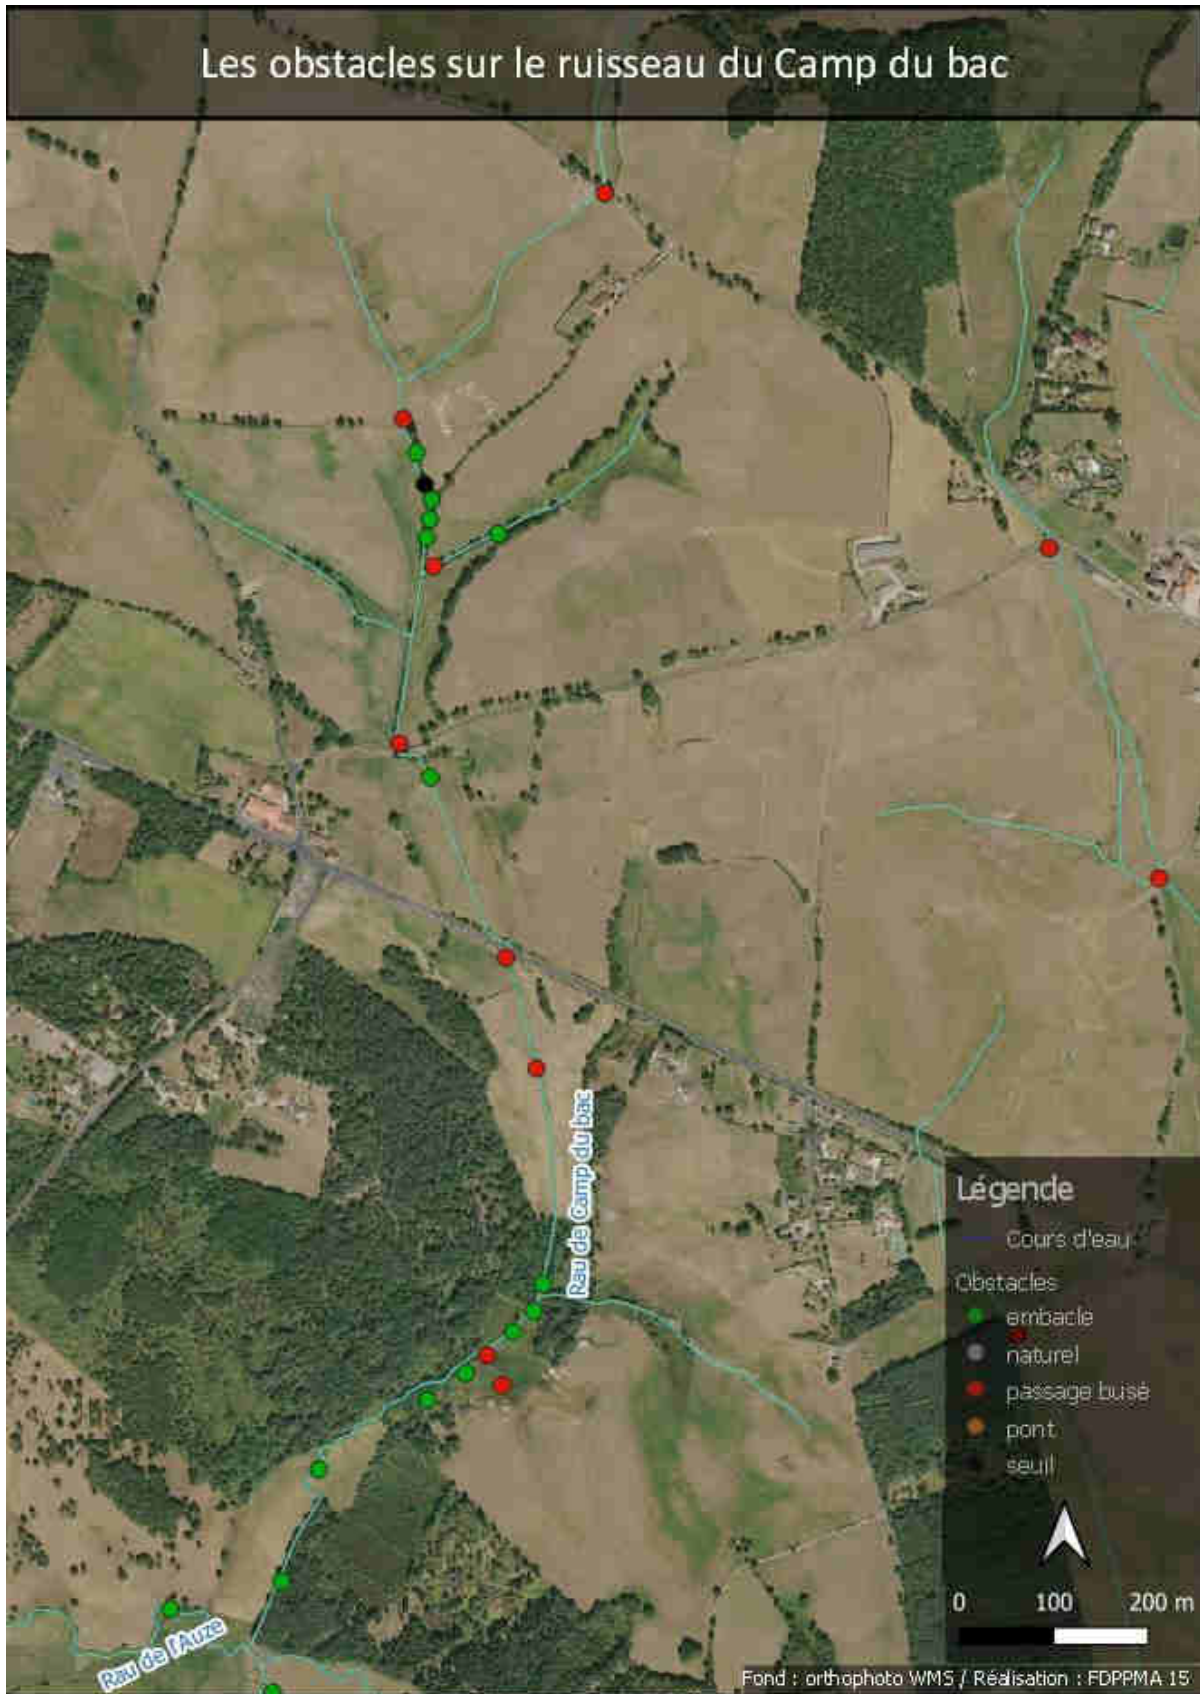 Les obstacles sur le ruisseau du Camp du bac
Rau de Camp du bac
Légende
Cours d'eau
Obstacles
embacle
naturel
passage busé
pont
seuil
0 100 200 m
Rau de l'Auze
Fond : orthophoto WMS / Réalisation : FDPPMA 15